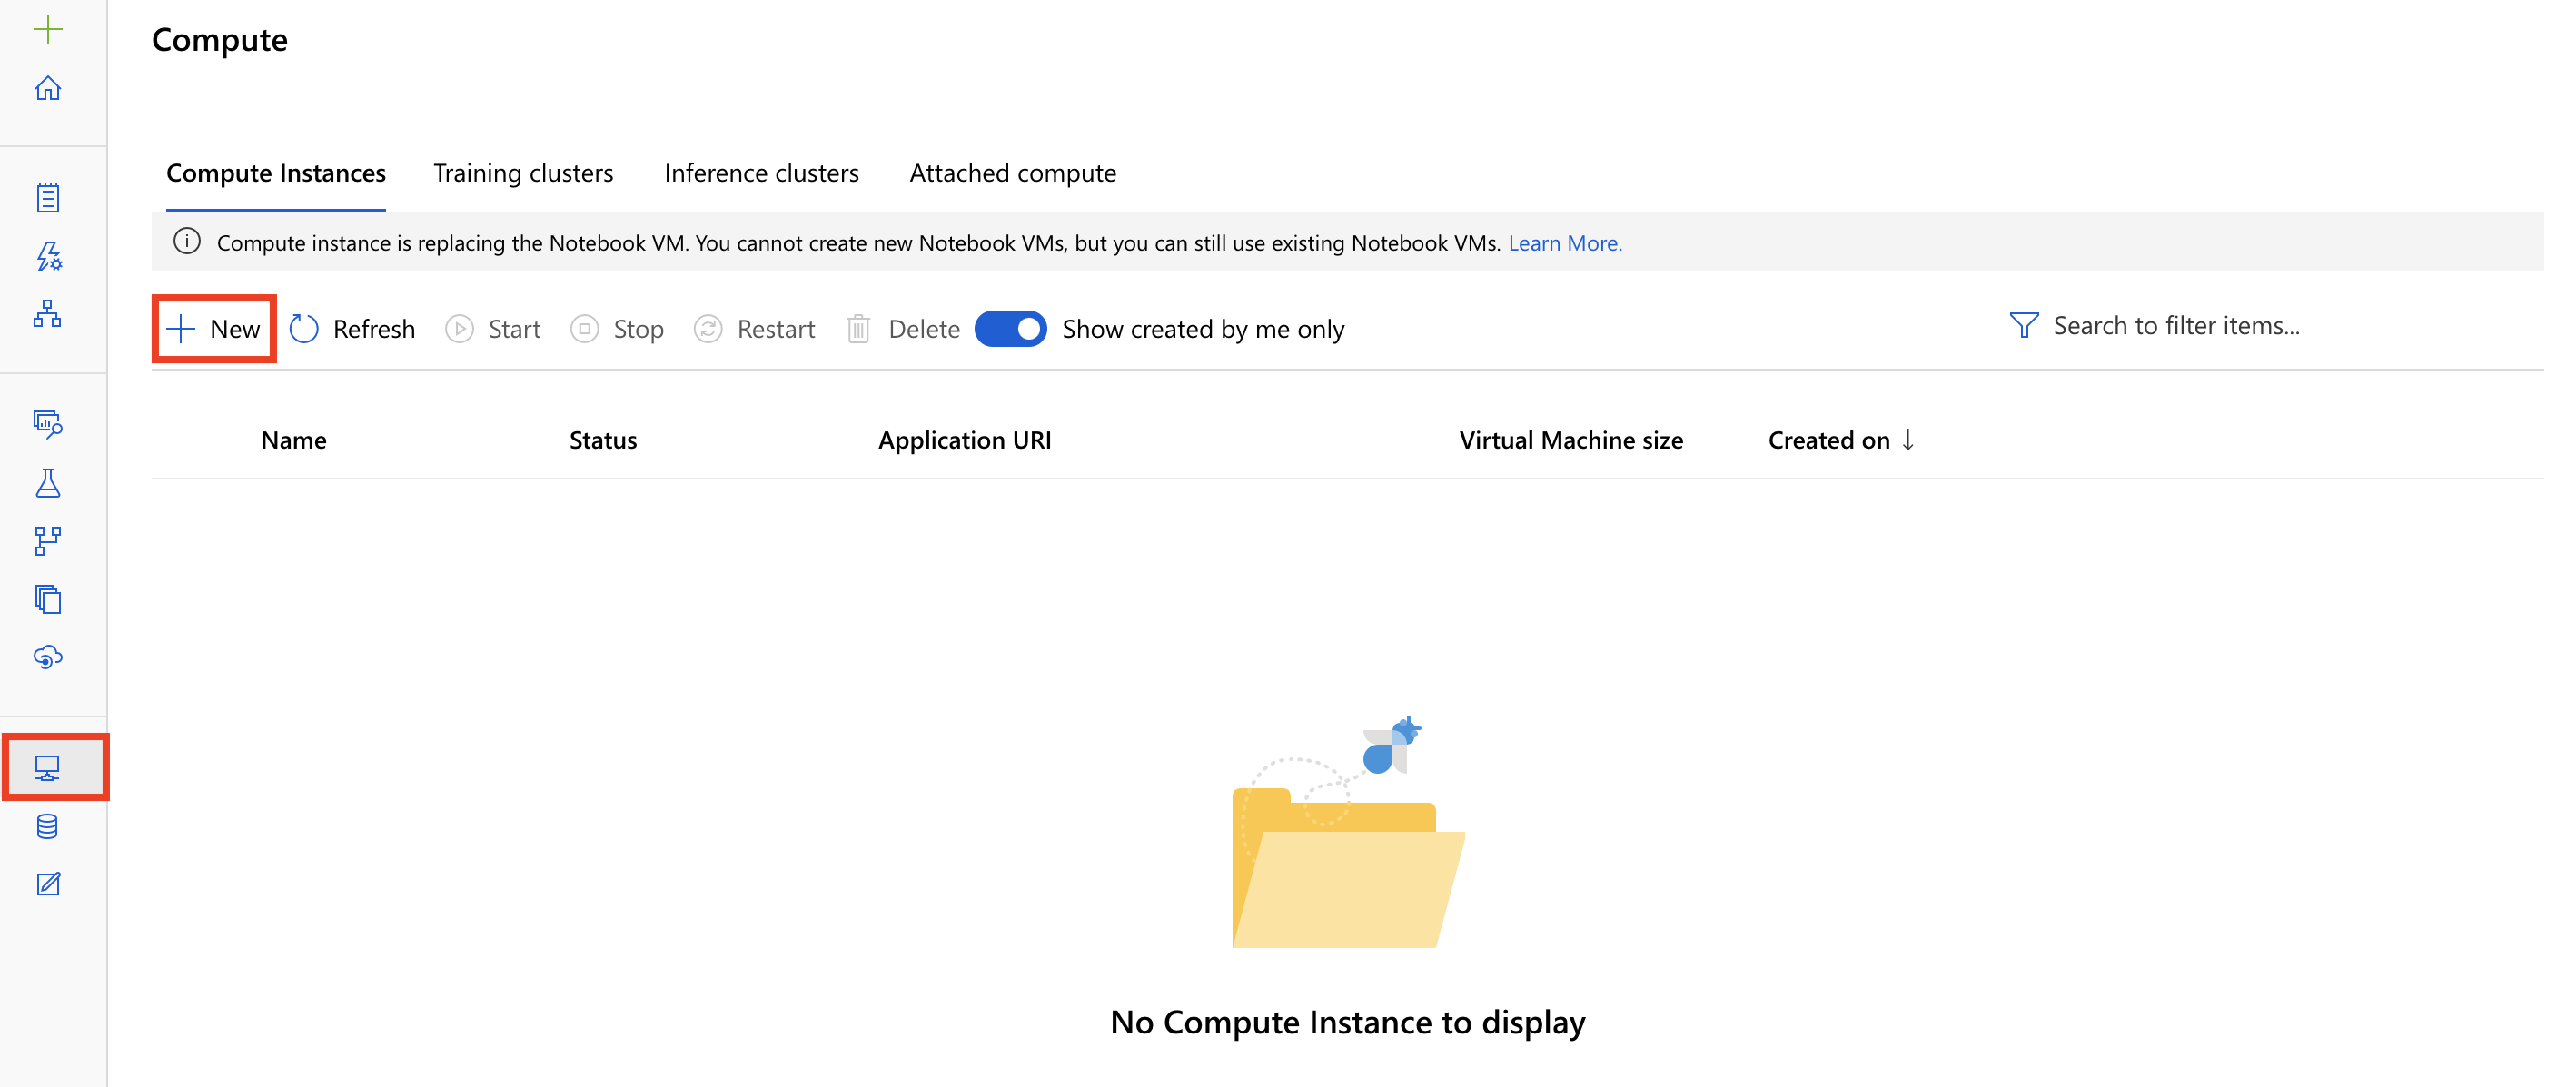 Compute
Compute Instances Training clusters Inference clusters Attached compute
Compute instance is replacing the Notebook VM. You cannot create new Notebook VMs, but you can still use existing Notebook VMs. Learn More.
New Refresh Start Stop Restart Delete Show created by me only Search to filter items...
Name Status Application URI Virtual Machine size Created on ↓
No Compute Instance to display